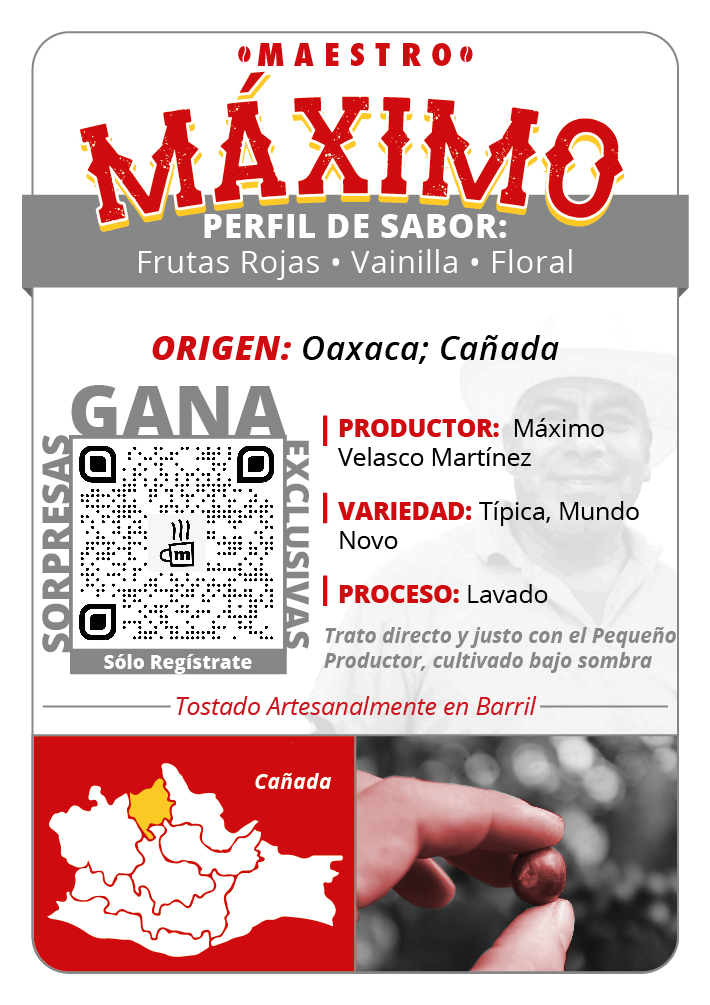 MAESTRO
MÁXIMO
PERFIL DE SABOR:
Frutas Rojas • Vainilla • Floral
ORIGEN: Oaxaca; Cañada
GANA
SORPRESAS
EXCLUSIVAS
m
Sólo Regístrate
PRODUCTOR: Máximo
Velasco Martínez
VARIEDAD: Típica, Mundo
Novo
PROCESO: Lavado
Trato directo y justo con el Pequeño
Productor, cultivado bajo sombra
Tostado Artesanalmente en Barril
Cañada